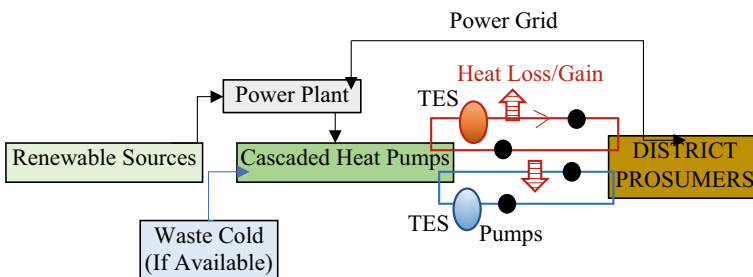 Power Grid
Heat Loss/Gain
TES
Power Plant
Renewable Sources
Cascaded Heat Pumps
DISTRICT
PROSUMERS
TES
Pumps
Waste Cold
(If Available)